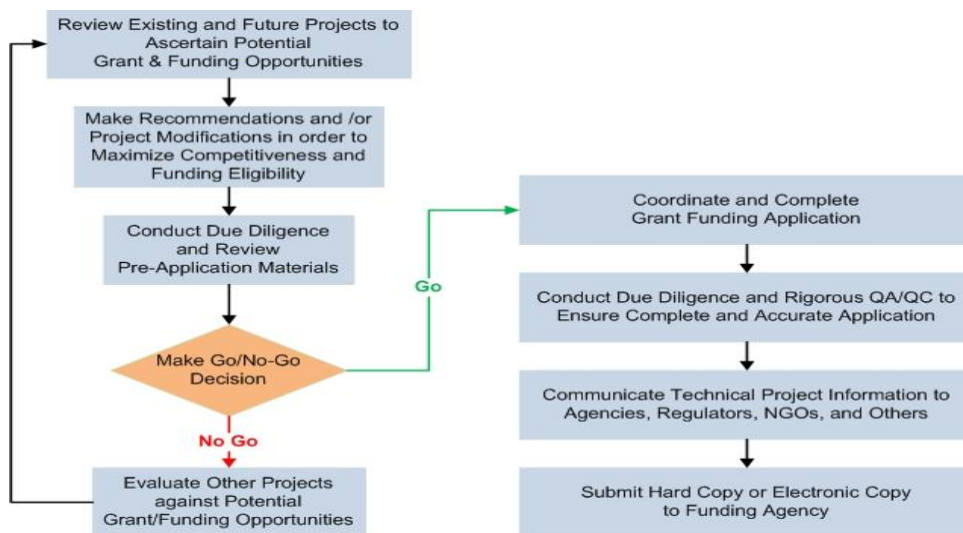 Review Existing and Future Projects to
Ascertain Potential
Grant & Funding Opportunities
Make Recommendations and /or
Project Modifications in order to
Maximize Competitiveness and
Funding Eligibility
Conduct Due Diligence
and Review
Pre-Application Materials
Make Go/No-Go
Decision
No Go
Evaluate Other Projects
against Potential
Grant/Funding Opportunities
Go
Coordinate and Complete
Grant Funding Application
Conduct Due Diligence and Rigorous QA/QC to
Ensure Complete and Accurate Application
Communicate Technical Project Information to
Agencies, Regulators, NGOs, and Others
Submit Hard Copy or Electronic Copy
to Funding Agency